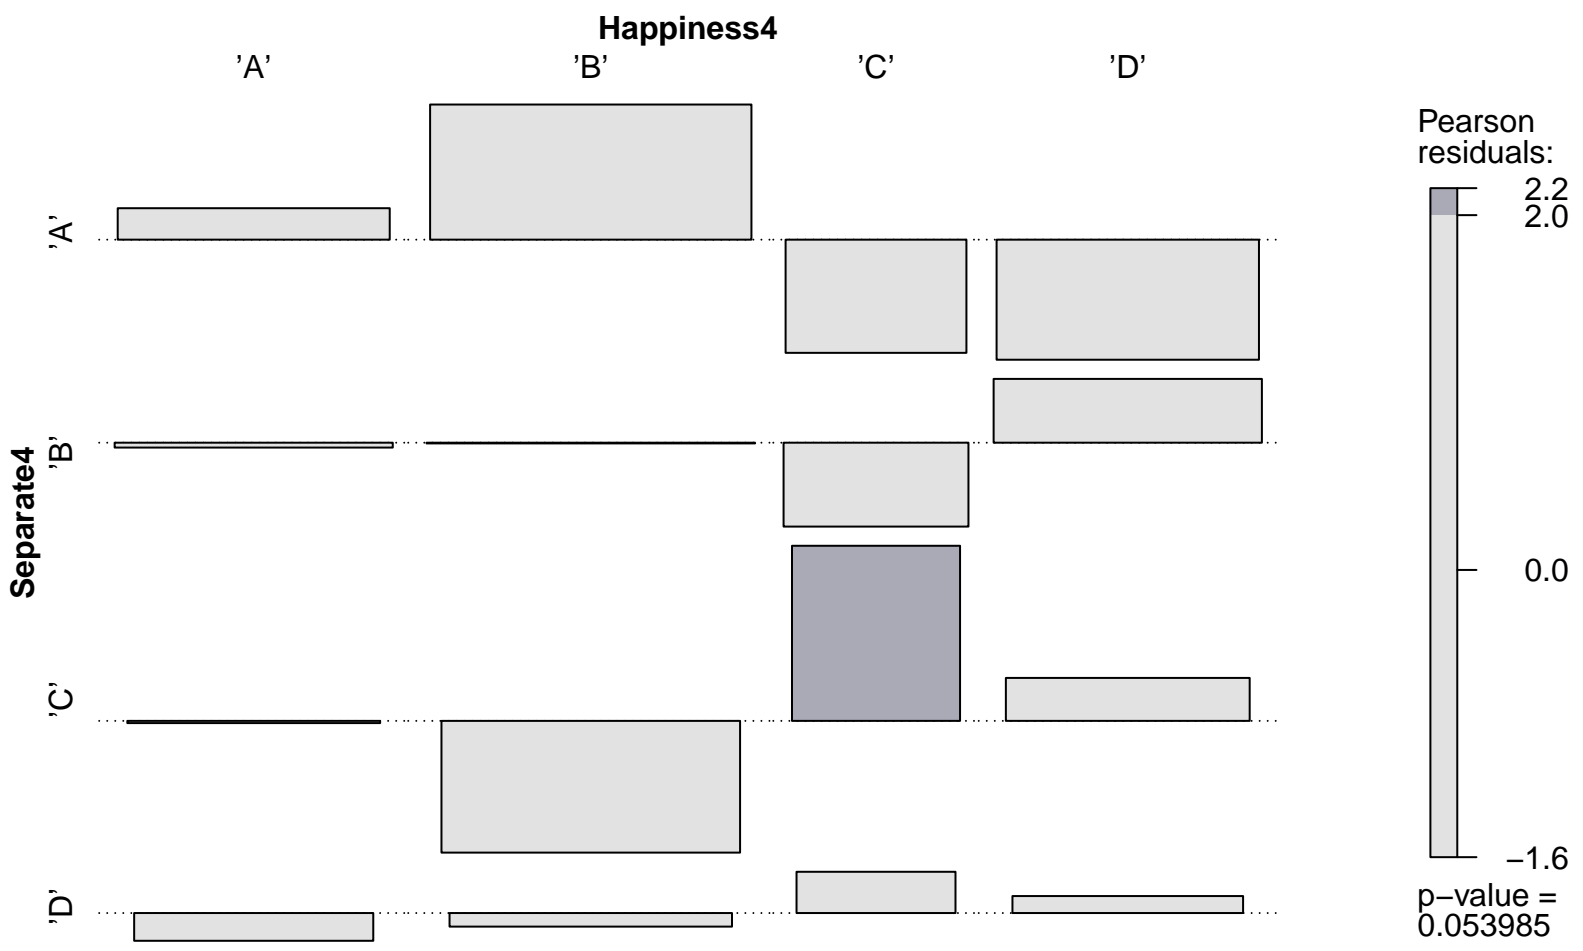 Happiness4
’A’ ’B’ ’C’ ’D’
Separate4
’A’
’B’
’C’
’D’
Pearson
residuals:
2.2
2.0
0.0
−1.6
p−value =
0.053985